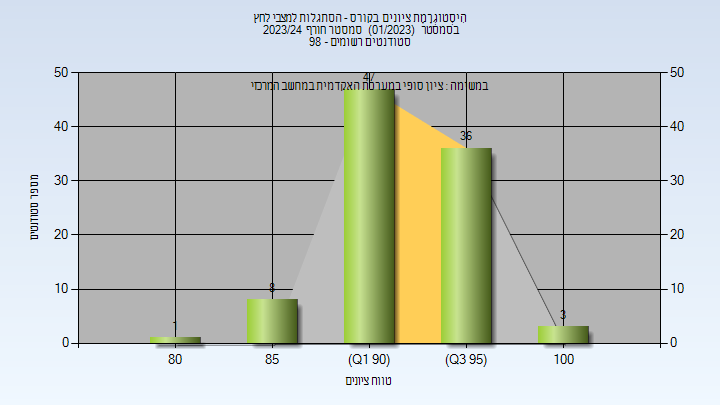 היסטוגרמת ציונים בקורס - הסתגלות למצבי לחץ
בסמסטר (01/2023) סמסטר חורף 2023/24
סטודנטים רשומים - 98
במשימה : ציון סופי במערכת האקדמית במחשב המרכזי
50 50
47
40 40
36
30 30
20 20
10 10
8
3
1
0 0
80 85 (Q1 90) (Q3 95) 100
מספר סטודנטים
טווח ציונים